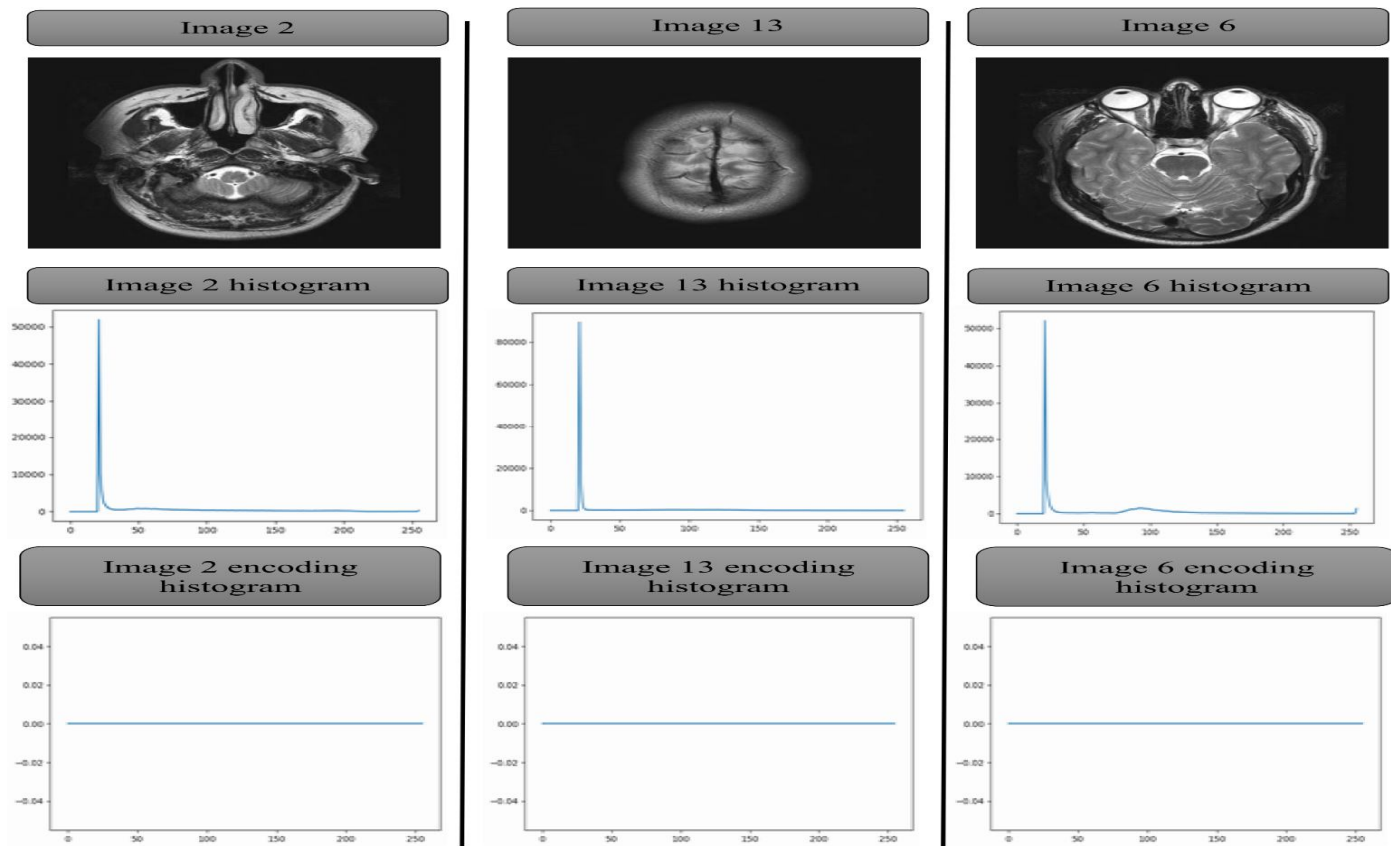 Image 2
Image 13
Image 6
Image 2 histogram
Image 13 histogram
Image 6 histogram
50000
40000
30000
20000
10000
0
0 50 100 150 200 250
80000
60000
40000
20000
0
0 50 100 150 200 250
50000
40000
30000
20000
10000
0
0 50 100 150 200 250
Image 2 encoding
histogram
Image 13 encoding
histogram
Image 6 encoding
histogram
0.04
0.02
0.00
−0.02
−0.04
0 50 100 150 200 250
0.04
0.02
0.00
−0.02
−0.04
0 50 100 150 200 250
0.04
0.02
0.00
−0.02
−0.04
0 50 100 150 200 250